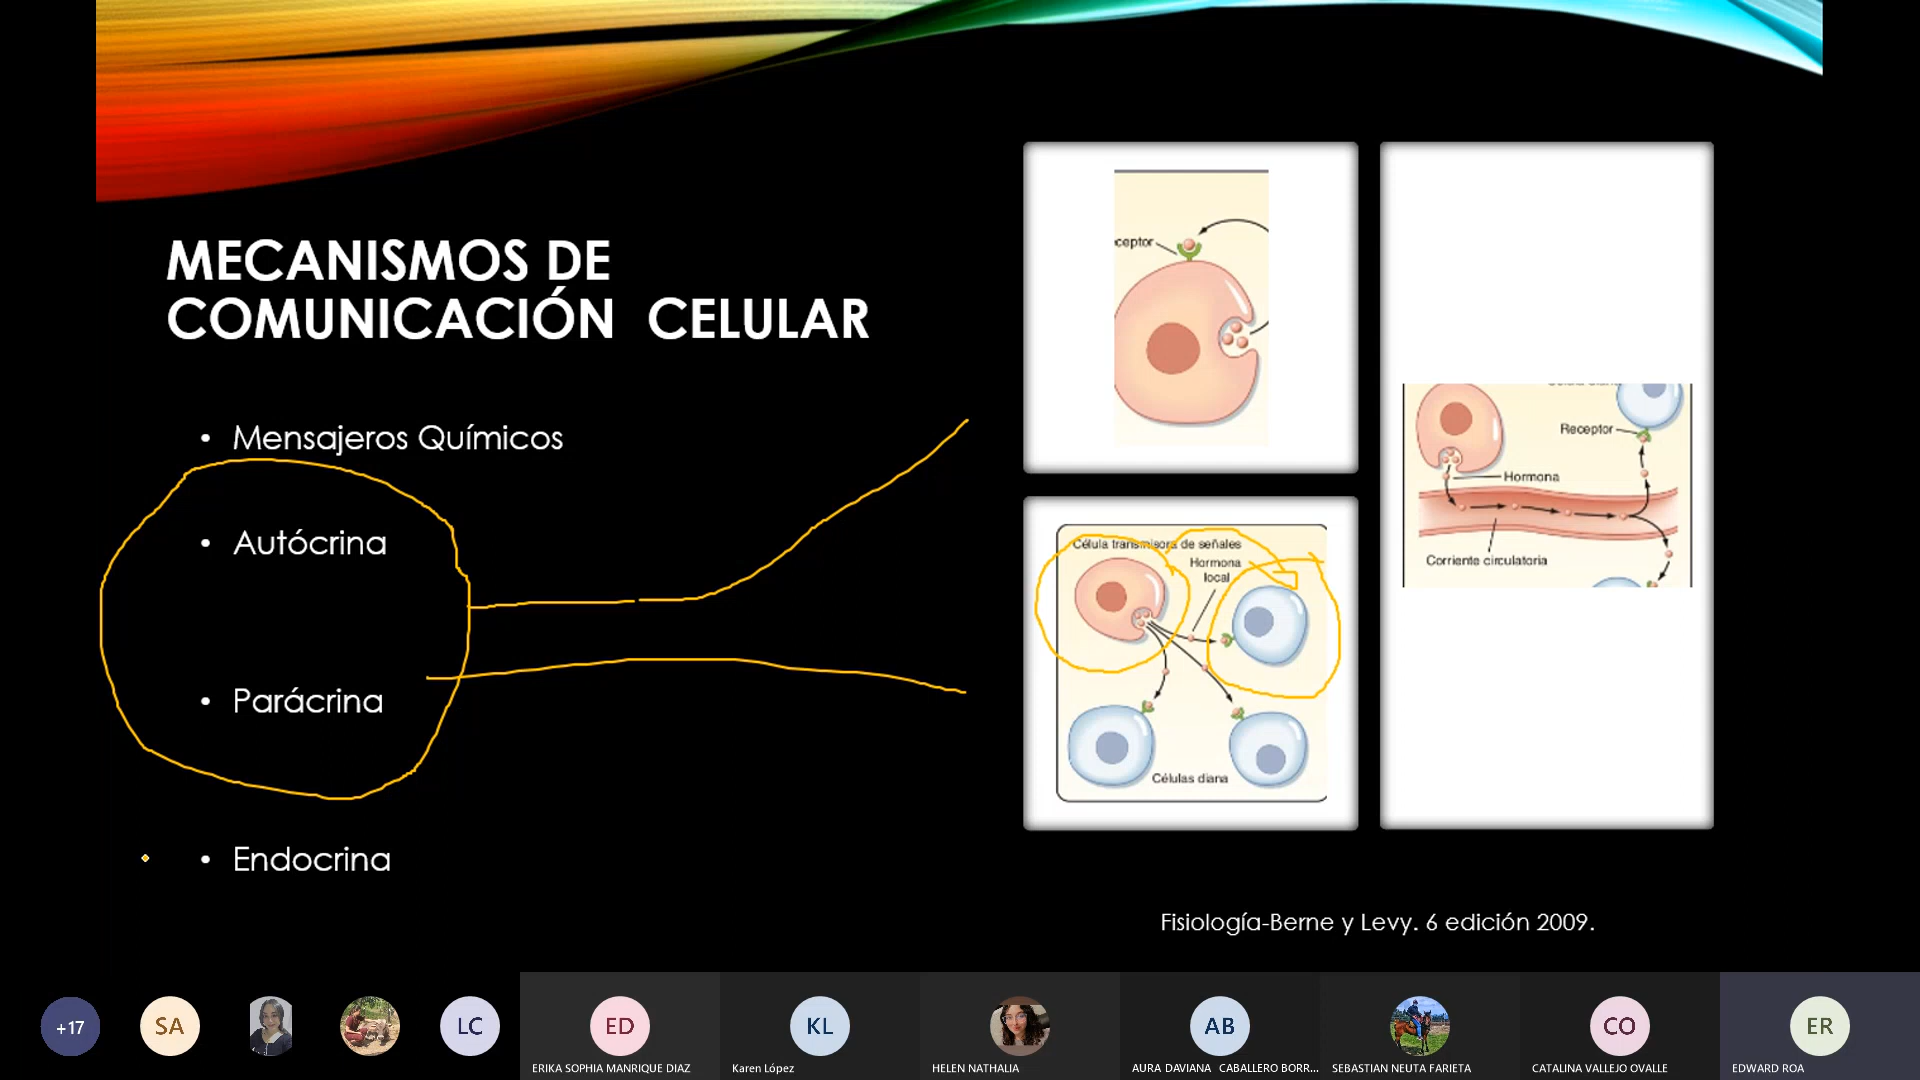 MECANISMOS DE
COMUNICACIÓN CELULAR
• Mensajeros Químicos
• Autócrina
• Parácrina
• Endocrina
ceptor
Célula transmisora de señales
Hormona
local
Células diana
Receptor
Hormona
Corriente circulatoria
Fisiología-Berne y Levy. 6 edición 2009.
+17
SA
LC
ED
ERIKA SOPHIA MANRIQUE DIAZ
KL
Karen López
HELEN NATHALIA
AB
AURA DAVIANA CABALLERO BORR...
SEBASTIAN NEUTA FARIETA
CO
CATALINA VALLEJO OVALLE
ER
EDWARD ROA